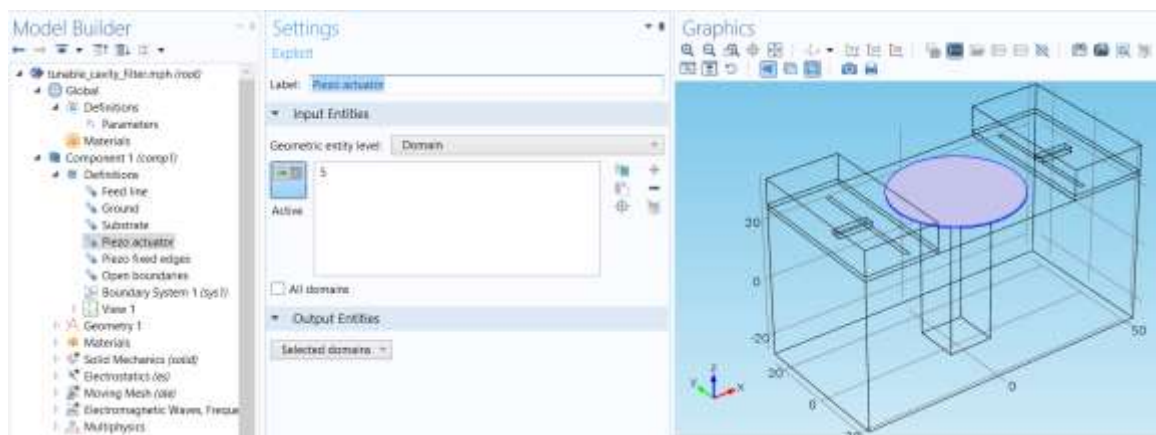 Model Builder
tunable_cavity_filter.mph (root)
Global
Definitions
Parameters
Materials
Component 1 (comp1)
Definitions
Feed line
Ground
Substrate
Piezo actuator
Piezo fixed edges
Open boundaries
Boundary System 1 (sys1)
View 1
Geometry 1
Materials
Solid Mechanics (solid)
Electrostatics (es)
Moving Mesh (ale)
Electromagnetic Waves, Freque
Multiphysics
Settings
Explicit
Label: Piezo actuator
Input Entities
Geometric entity level: Domain
5
Active
All domains
Output Entities
Selected domains
Graphics
20
0
-20
20
0
50
0
z
y
x